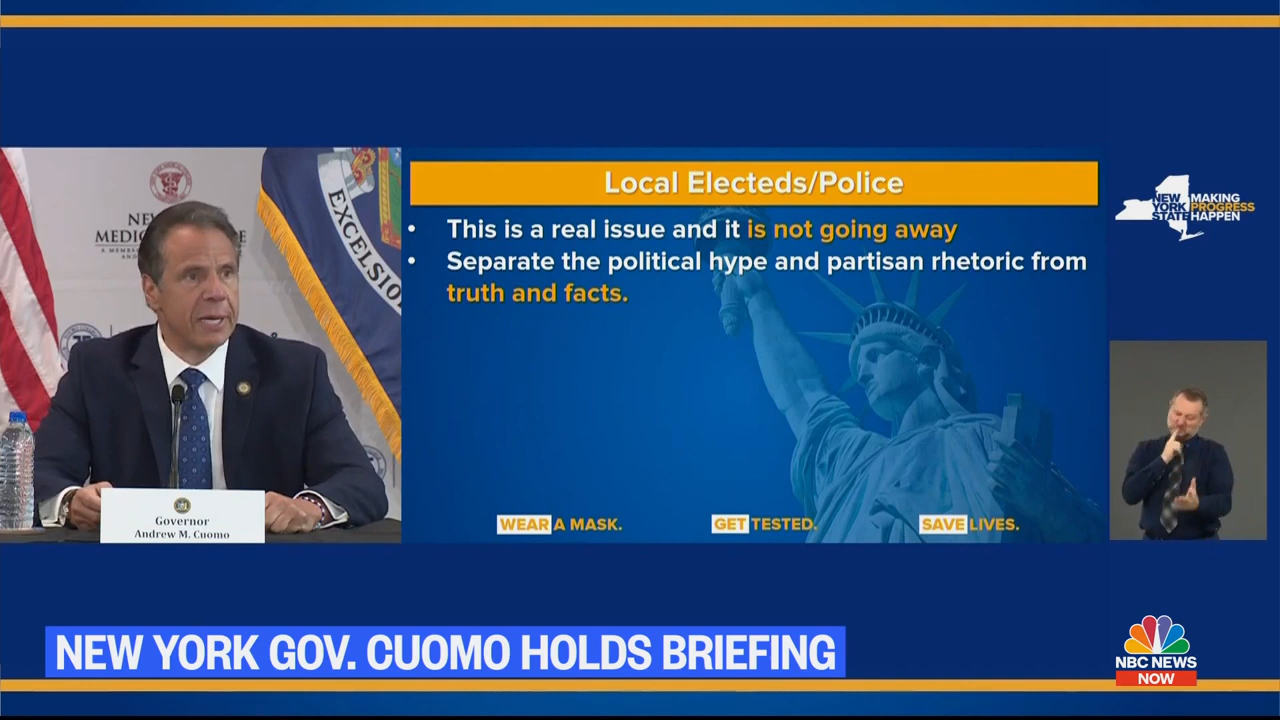 Local Electeds/Police
• This is a real issue and it is not going away
• Separate the political hype and partisan rhetoric from
truth and facts.
WEAR A MASK.
GET TESTED.
SAVE LIVES.
EXCELSIO
Governor
Andrew M. Cuomo
NEW YORK STATE
MAKING
PROGRESS
HAPPEN
NEW YORK GOV. CUOMO HOLDS BRIEFING
NBC NEWS
NOW